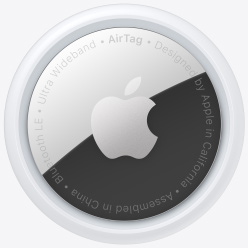 AirTag • Designed by Apple in California • Assembled in China • Bluetooth LE • Ultra Wideband •